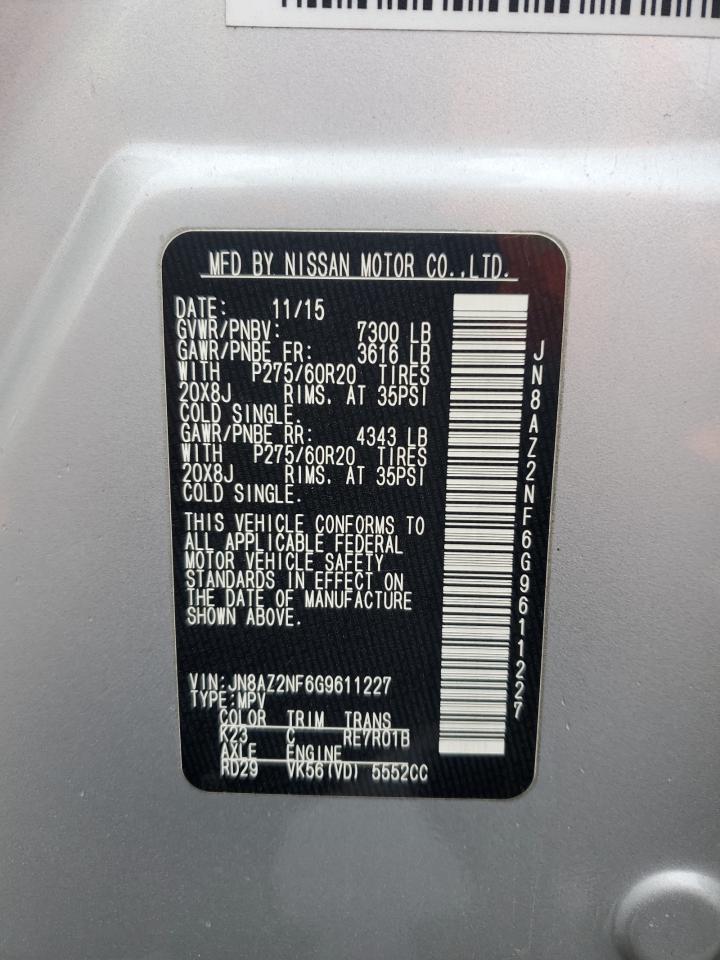 MFD BY NISSAN MOTOR CO.,LTD.
DATE: 11/15
GVWR/PNBV: 7300 LB
GAWR/PNBE FR: 3616 LB
WITH P275/60R20 TIRES
20X8J RIMS. AT 35PSI
COLD SINGLE.
GAWR/PNBE RR: 4343 LB
WITH P275/60R20 TIRES
20X8J RIMS. AT 35PSI
COLD SINGLE.
THIS VEHICLE CONFORMS TO
ALL APPLICABLE FEDERAL
MOTOR VEHICLE SAFETY
STANDARDS IN EFFECT ON
THE DATE OF MANUFACTURE
SHOWN ABOVE.
VIN:JN8AZ2NF6G9611227
TYPE:MPV
COLOR TRIM TRANS
K23 C RE7R01B
AXLE ENGINE
RD29 VK56(VD) 5552CC
JN8AZ2NF6G9611227